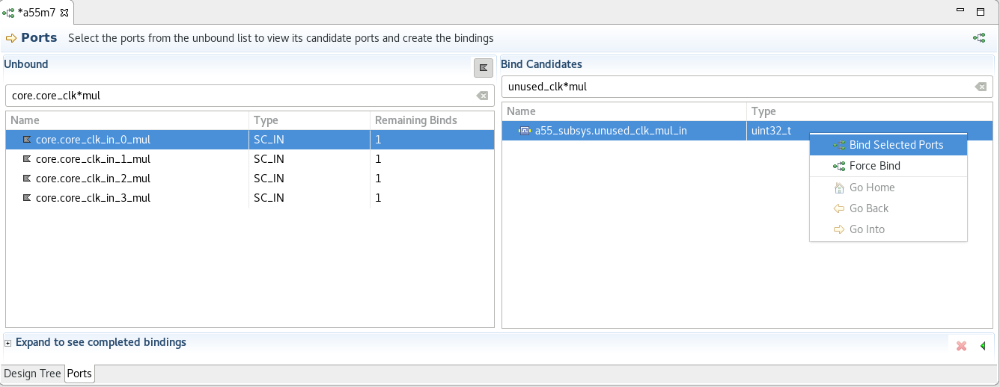 *a55m7
Ports Select the ports from the unbound list to view its candidate ports and create the bindings
Unbound
core.core_clk*mul
Name Type Remaining Binds
core.core_clk_in_0_mul SC_IN 1
core.core_clk_in_1_mul SC_IN 1
core.core_clk_in_2_mul SC_IN 1
core.core_clk_in_3_mul SC_IN 1
Bind Candidates
unused_clk*mul
Name Type
a55_subsys.unused_clk_mul_in uint32_t
Bind Selected Ports
Force Bind
Go Home
Go Back
Go Into
Expand to see completed bindings
Design Tree Ports